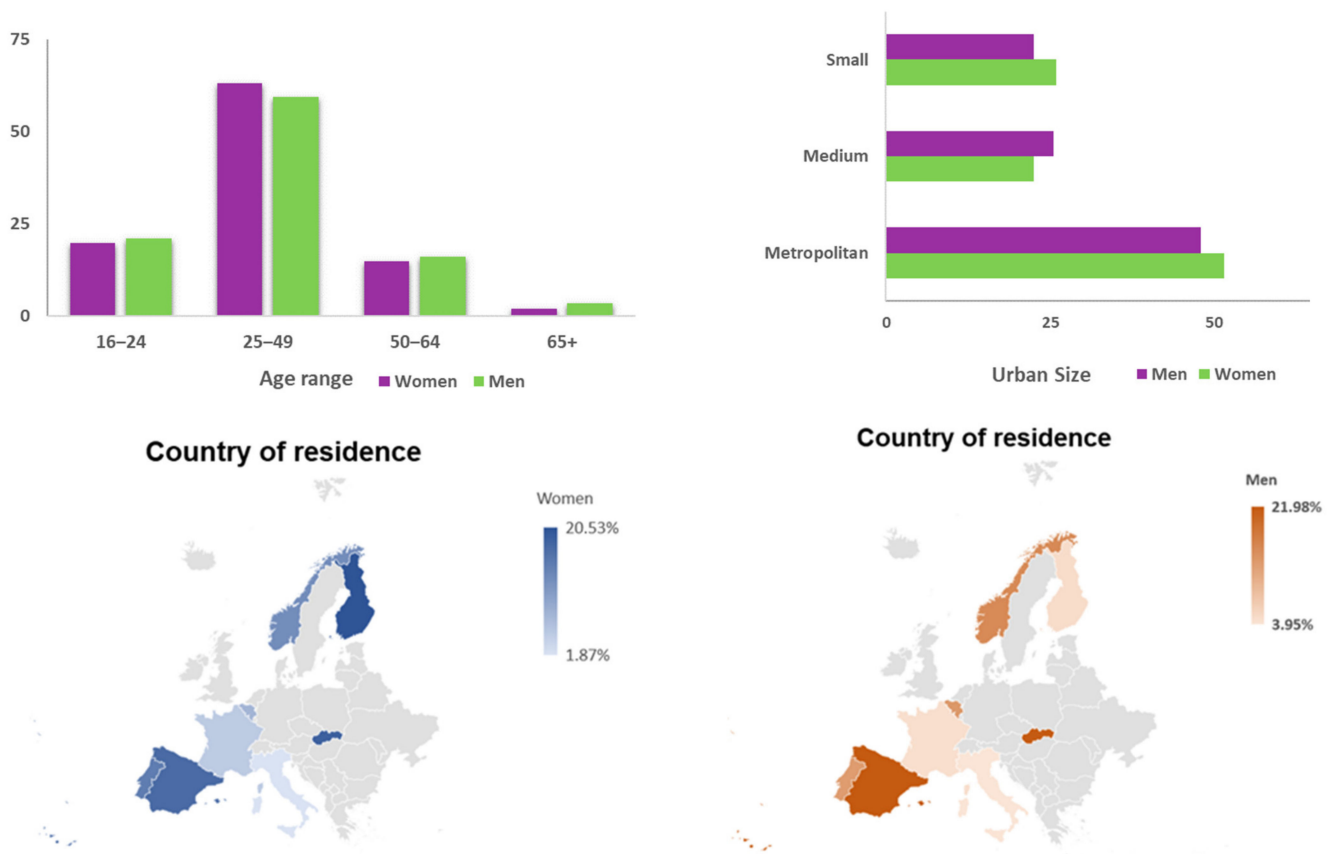 75
50
25
0
16–24
25–49
50–64
65+
Age range
Women
Men
Small
Medium
Metropolitan
0
25
50
Urban Size
Men
Women
Country of residence
Women
20.53%
1.87%
Country of residence
Men
21.98%
3.95%